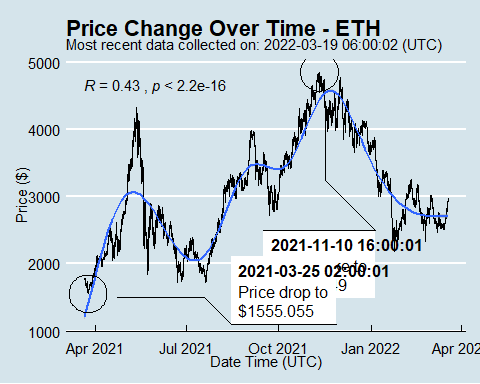 Price Change Over Time - ETH
Most recent data collected on: 2022-03-19 06:00:02 (UTC)
R = 0.43 , p < 2.2e-16
5000
4000
3000
2000
1000
Price ($)
2021-11-10 16:00:01
to
.9
2021-03-25 02:00:01
Price drop to
$1555.055
Apr 2021
Jul 2021
Oct 2021
Jan 2022
Apr 202
Date Time (UTC)